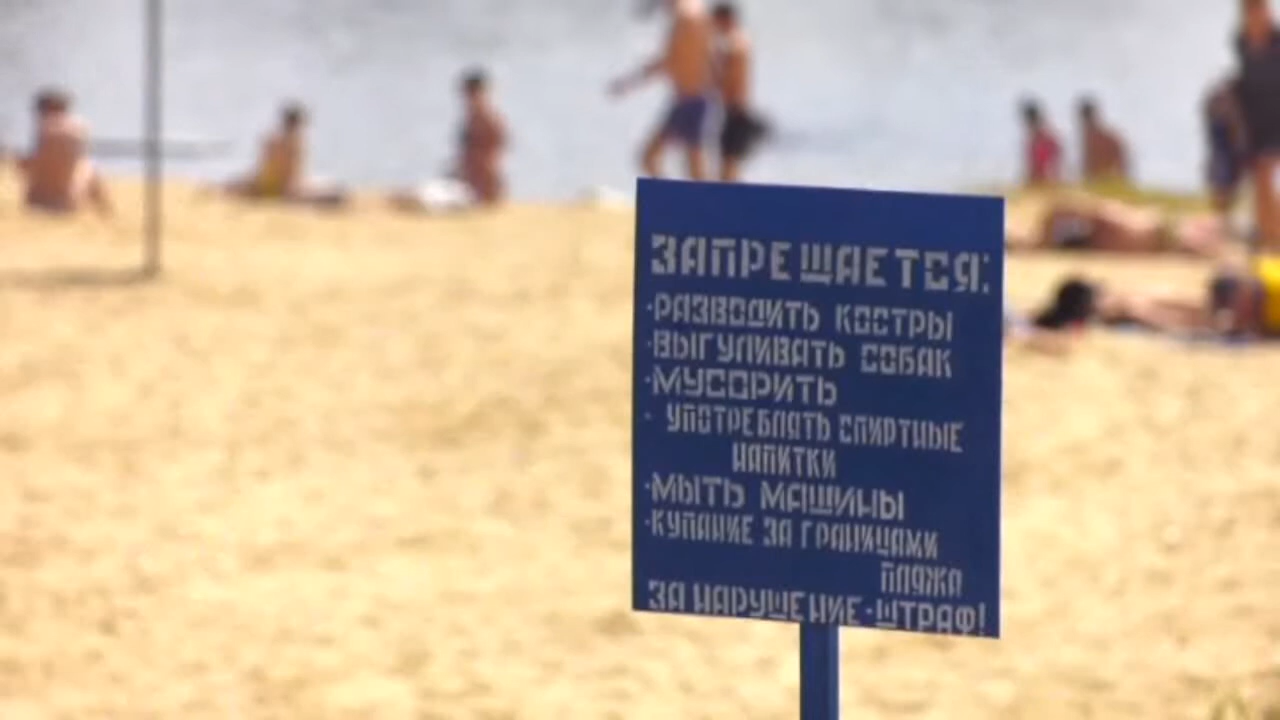 ЗАПРЕЩАЕТСЯ:
·РАЗВОДИТЬ КОСТРЫ
·ВЫГУЛИВАТЬ СОБАК
·МУСОРИТЬ
· УПОТРЕБЛЯТЬ СПИРТНЫЕ
НАПИТКИ
·МЫТЬ МАШИНЫ
·КУПАНИЕ ЗА ГРАНИЦАМИ
ПЛЯЖА
ЗА НАРУШЕНИЕ-ШТРАФ!